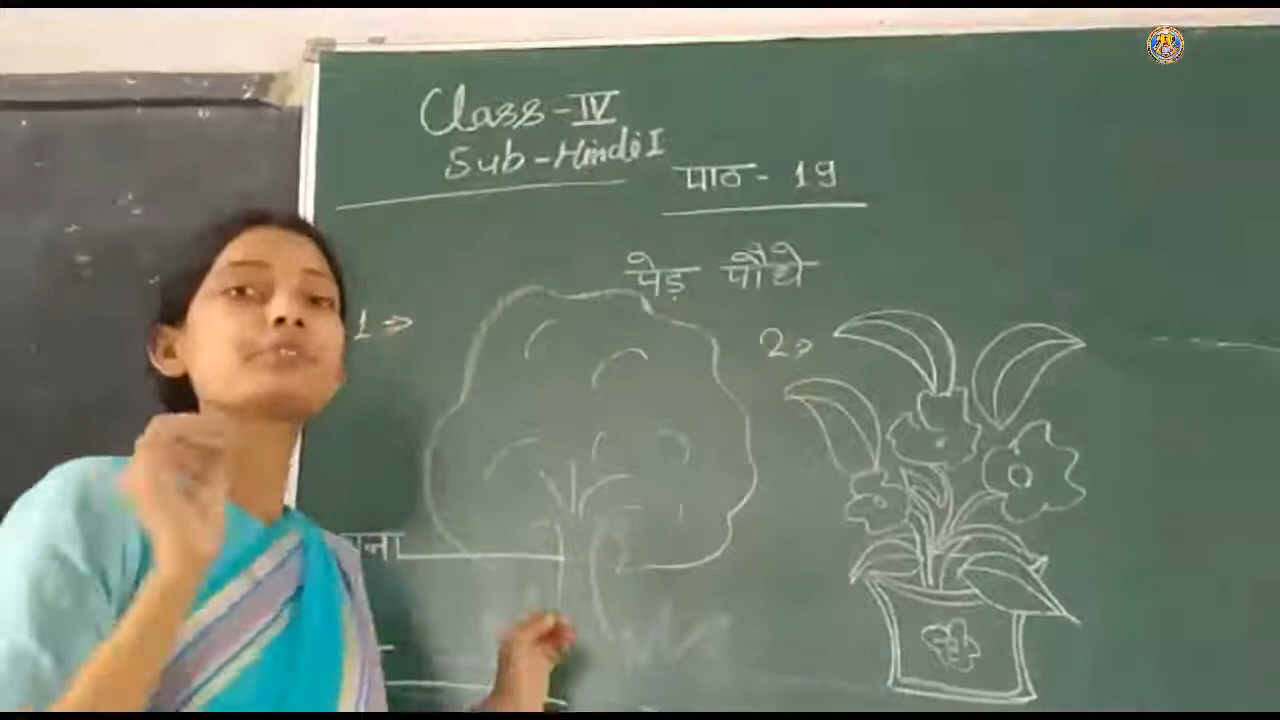 Class - IV
Sub - Hindi I
पाठ - 19
पेड़ पौधे
1 ⇒
2 ⇒